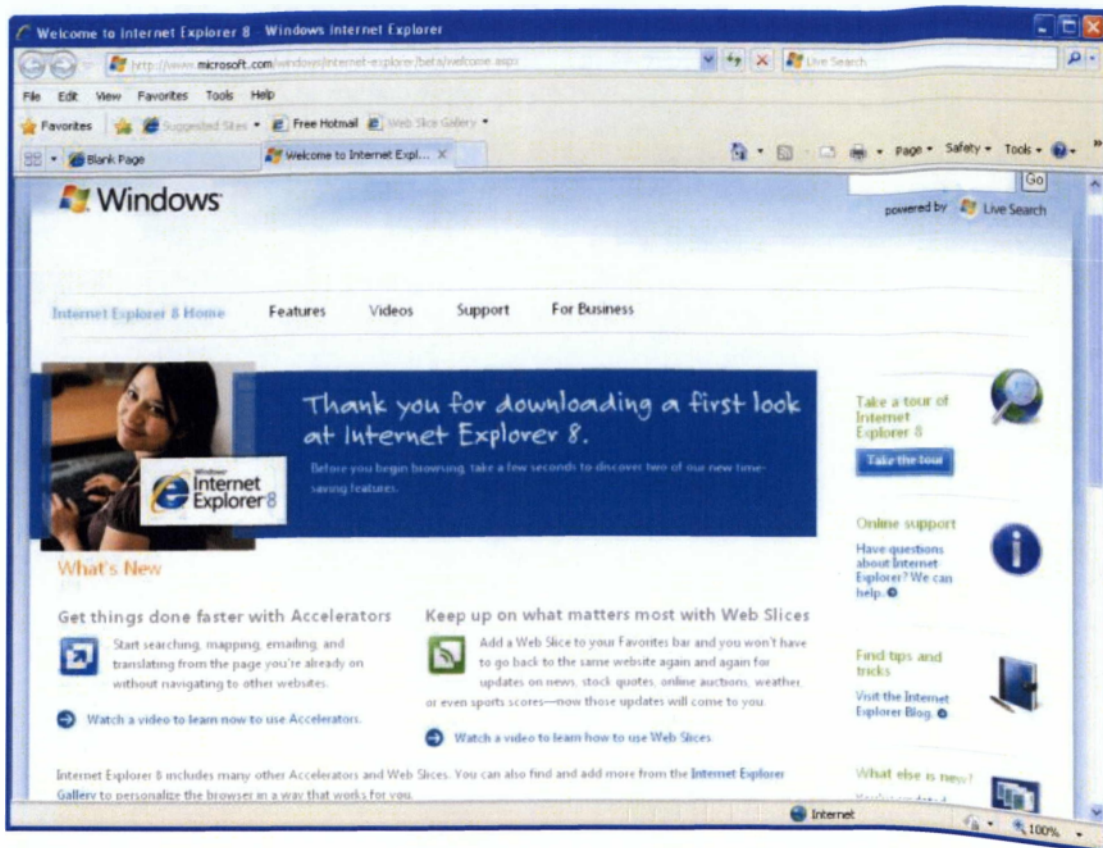 Welcome to Internet Explorer 8 - Windows Internet Explorer
http://www.microsoft.com/windows/internet-explorer/beta/welcome.aspx
Live Search
File Edit View Favorites Tools Help
Favorites Suggested Sites Free Hotmail Web Slice Gallery
Blank Page Welcome to Internet Expl... X Page Safety Tools
Windows
Go
powered by Live Search
Internet Explorer 8 Home Features Videos Support For Business
Thank you for downloading a first look
at Internet Explorer 8.
Before you begin browsing, take a few seconds to discover two of our new time-
saving features.
Windows
Internet
Explorer 8
Take a tour of
Internet
Explorer 8
Take the tour
Online support
Have questions
about Internet
Explorer? We can
help.
What's New
Get things done faster with Accelerators
Start searching, mapping, emailing, and
translating from the page you're already on
without navigating to other websites.
Watch a video to learn now to use Accelerators.
Keep up on what matters most with Web Slices
Add a Web Slice to your Favorites bar and you won't have
to go back to the same website again and again for
updates on news, stock quotes, online auctions, weather,
or even sports scores—now those updates will come to you.
Watch a video to learn how to use Web Slices
Find tips and
tricks
Visit the Internet
Explorer Blog.
Internet Explorer 8 includes many other Accelerators and Web Slices. You can also find and add more from the Internet Explorer
Gallery to personalize the browser in a way that works for you.
What else is new?
Internet
100%